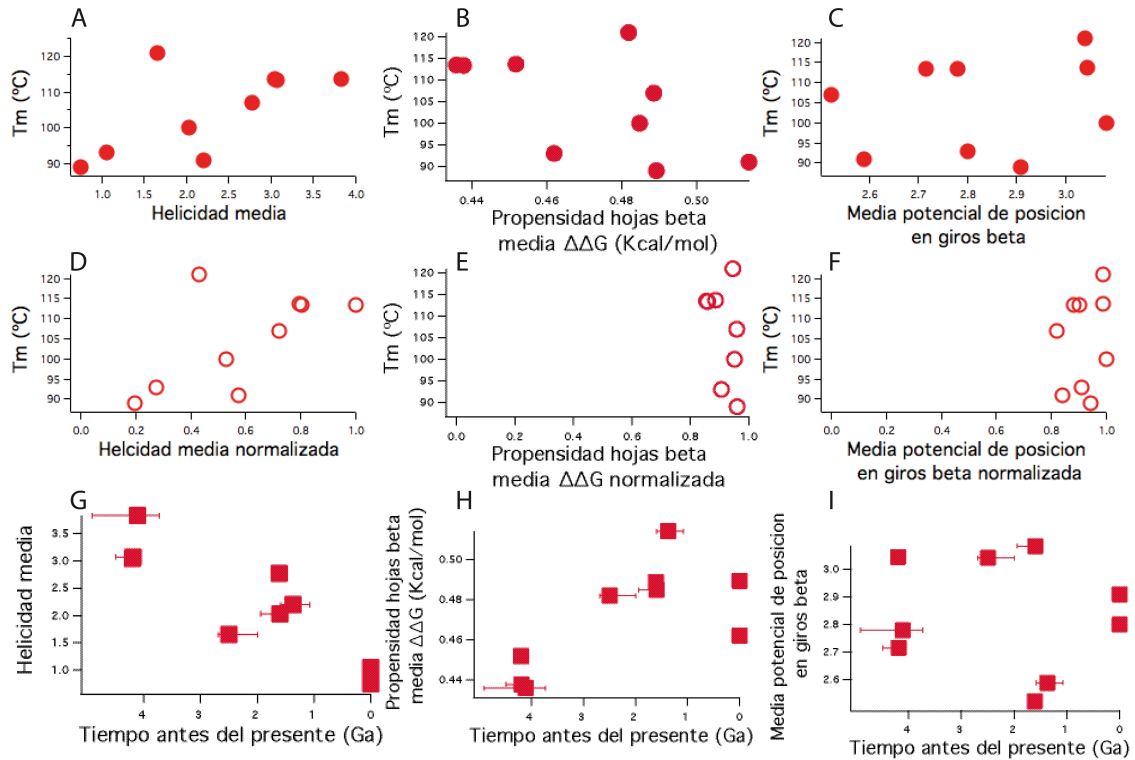 A
Tm (ºC)
120
110
100
90
1.0 1.5 2.0 2.5 3.0 3.5 4.0
Helicidad media
B
Tm (ºC)
120
115
110
105
100
95
90
0.44 0.46 0.48 0.50
Propensidad hojas beta
media ΔΔG (Kcal/mol)
C
Tm (ºC)
120
115
110
105
100
95
90
2.6 2.7 2.8 2.9 3.0
Media potencial de posicion
en giros beta
D
Tm (ºC)
120
115
110
105
100
95
90
0.0 0.2 0.4 0.6 0.8 1.0
Helcidad media normalizada
E
Tm (ºC)
120
115
110
105
100
95
90
0.0 0.2 0.4 0.6 0.8 1.0
Propensidad hojas beta
media ΔΔG normalizada
F
Tm (ºC)
120
115
110
105
100
95
90
0.0 0.2 0.4 0.6 0.8 1.0
Media potencial de posicion
en giros beta normalizada
G
Helicidad media
3.5
3.0
2.5
2.0
1.5
1.0
4 3 2 1 0
Tiempo antes del presente (Ga)
H
Propensidad hojas beta
media ΔΔG (Kcal/mol)
0.50
0.48
0.46
0.44
4 3 2 1 0
Tiempo antes del presente (Ga)
I
Media potencial de posicion
en giros beta
3.0
2.9
2.8
2.7
2.6
4 3 2 1 0
Tiempo antes del presente (Ga)